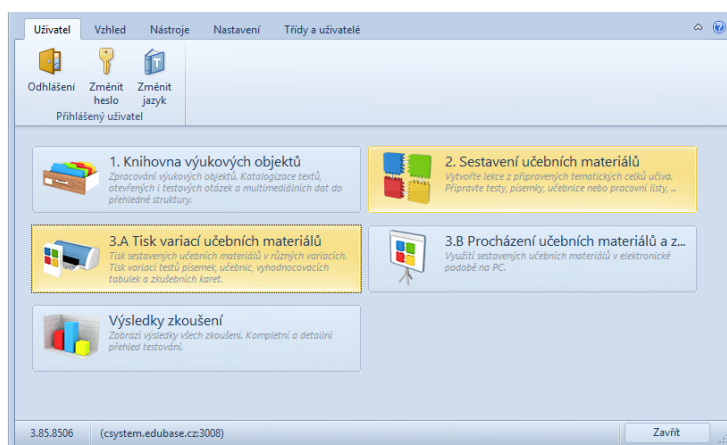 Uživatel Vzhled Nástroje Nastavení Třídy a uživatelé
Odhlášení Změnit heslo Změnit jazyk
Přihlášený uživatel
1. Knihovna výukových objektů
Zpracování výukových objektů. Katalogizace textů,
otevřených i testových otázek a multimediálních dat do
přehledné struktury.
2. Sestavení učebních materiálů
Vytvořte lekce z připravených tematických celků učiva.
Připravte testy, písemky, učebnice nebo pracovní listy, ...
3.A Tisk variací učebních materiálů
Tisk sestavených učebních materiálů v různých variacích.
Tisk variací testů písemek, učebnic, vyhodnocovacích
tabulek a zkušebních karet.
3.B Procházení učebních materiálů a z...
Využití sestavených učebních materiálů v elektronické
podobě na PC.
Výsledky zkoušení
Zobrazí výsledky všech zkoušení. Kompletní a detailní
přehled testování.
3.85.8506 (csystem.edubase.cz:3008) Zavřít